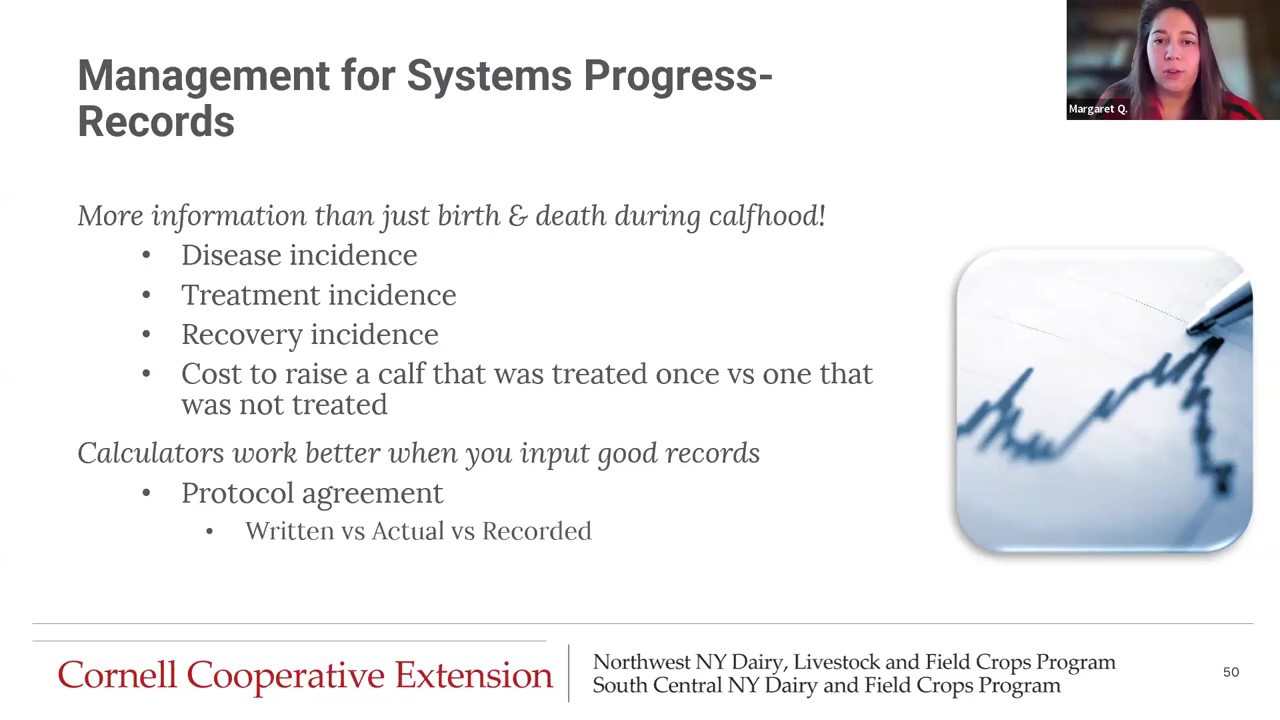 Management for Systems Progress-
Records
Margaret Q.
More information than just birth & death during calfhood!
• Disease incidence
• Treatment incidence
• Recovery incidence
• Cost to raise a calf that was treated once vs one that
was not treated
Calculators work better when you input good records
• Protocol agreement
• Written vs Actual vs Recorded
Cornell Cooperative Extension
Northwest NY Dairy, Livestock and Field Crops Program
South Central NY Dairy and Field Crops Program
50